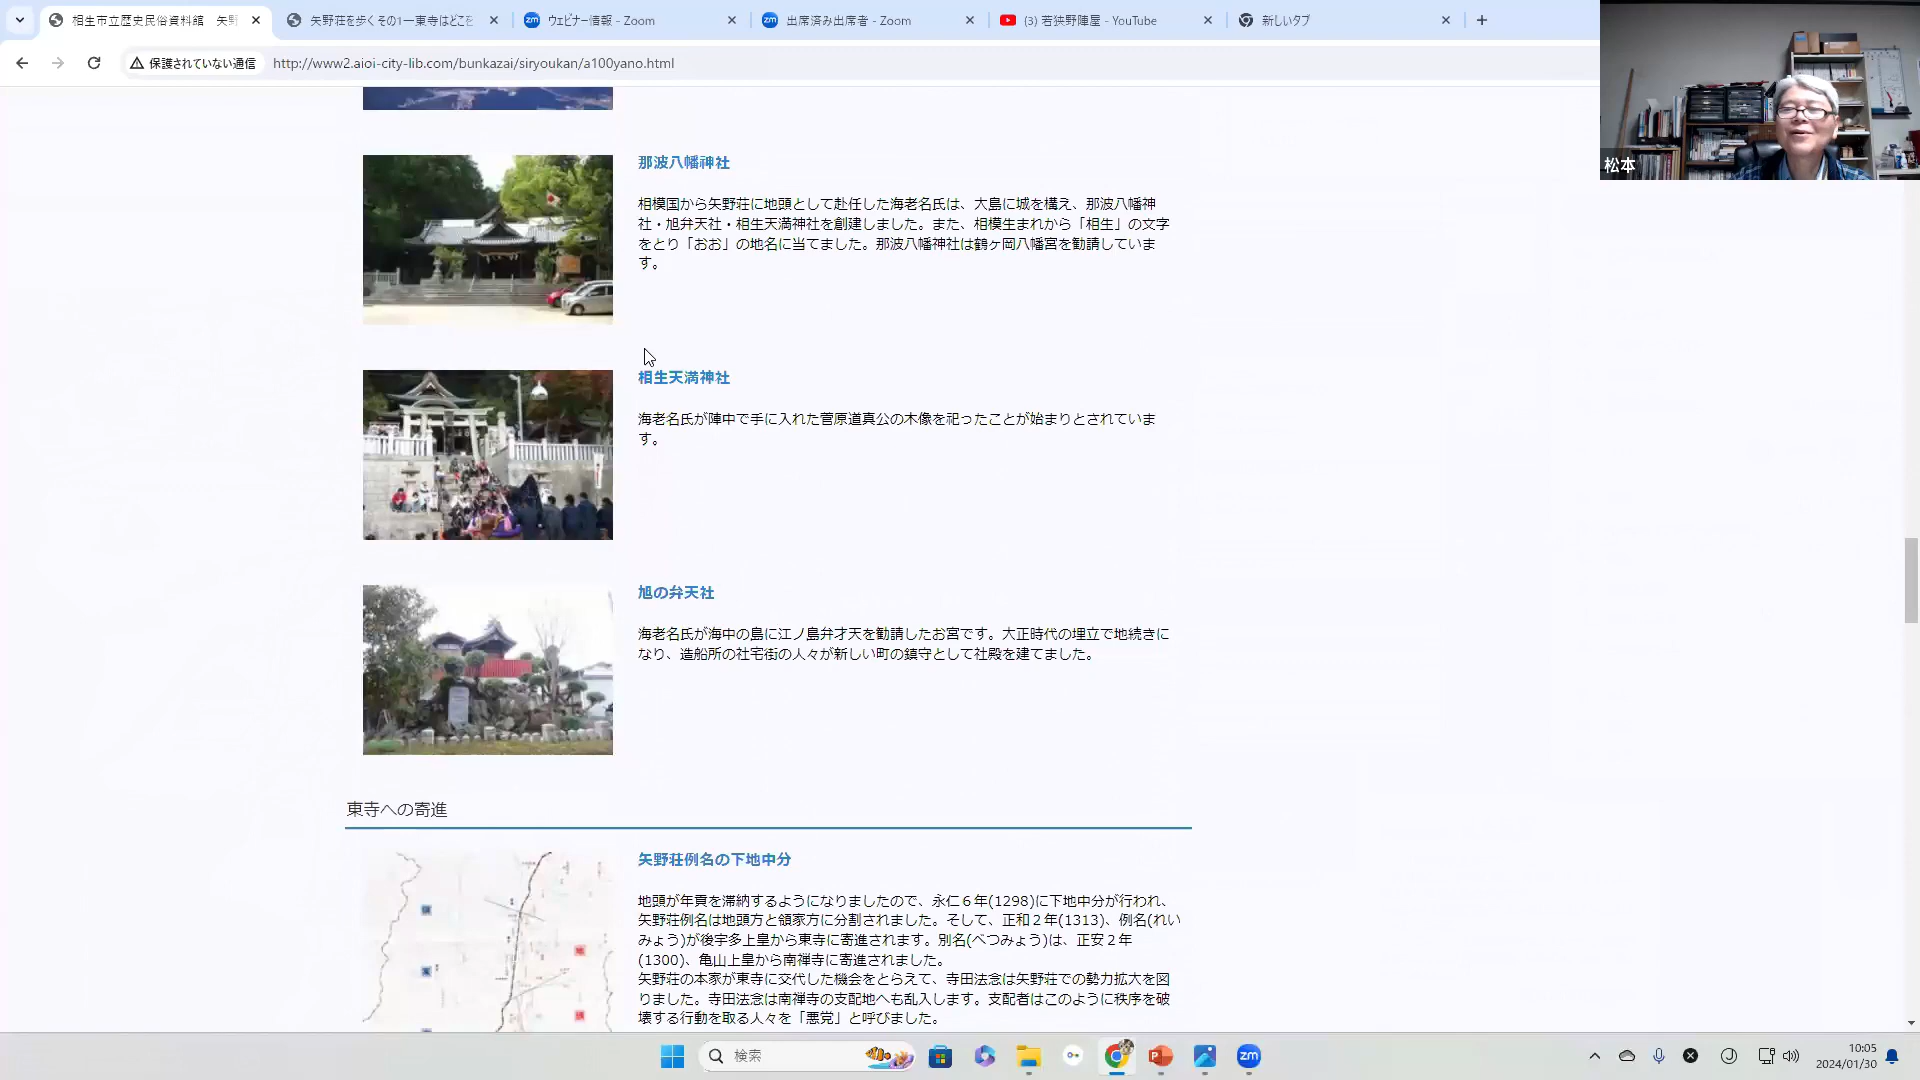 相生市立歴史民俗資料館　矢野
矢野荘を歩くその1ー東寺はどこを
ウェビナー情報 - Zoom
出席済み出席者 - Zoom
(3) 若狭野陣屋 - YouTube
新しいタブ
保護されていない通信
http://www2.aioi-city-lib.com/bunkazai/siryoukan/a100yano.html
松本
那波八幡神社
相模国から矢野荘に地頭として赴任した海老名氏は、大島に城を構え、那波八幡神
社・旭弁天社・相生天満神社を創建しました。また、相模生まれから「相生」の文字
をとり「おお」の地名に当てました。那波八幡神社は鶴ヶ岡八幡宮を勧請していま
す。
相生天満神社
海老名氏が陣中で手に入れた菅原道真公の木像を祀ったことが始まりとされていま
す。
旭の弁天社
海老名氏が海中の島に江ノ島弁才天を勧請したお宮です。大正時代の埋立で地続きに
なり、造船所の社宅街の人々が新しい町の鎮守として社殿を建てました。
東寺への寄進
矢野荘例名の下地中分
地頭が年貢を滞納するようになりましたので、永仁６年(1298)に下地中分が行われ、
矢野荘例名は地頭方と領家方に分割されました。そして、正和２年(1313)、例名(れい
みょう)が後宇多上皇から東寺に寄進されます。別名(べつみょう)は、正安２年
(1300)、亀山上皇から南禅寺に寄進されました。
矢野荘の本家が東寺に交代した機会をとらえて、寺田法念は矢野荘での勢力拡大を図
りました。寺田法念は南禅寺の支配地へも乱入します。支配者はこのように秩序を破
壊する行動を取る人々を「悪党」と呼びました。
検索
zm
10:05
2024/01/30